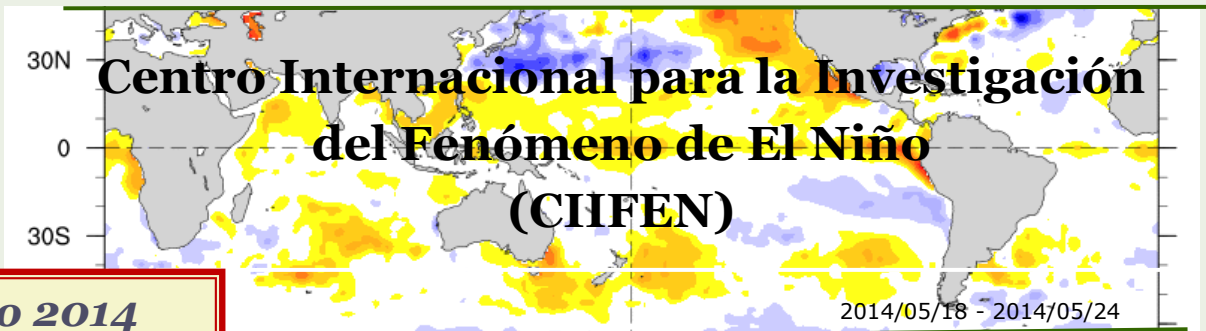 30N
Centro Internacional para la Investigación
0
del Fenómeno de El Niño
(CIIFEN)
30S
2014
2014/05/18 - 2014/05/24